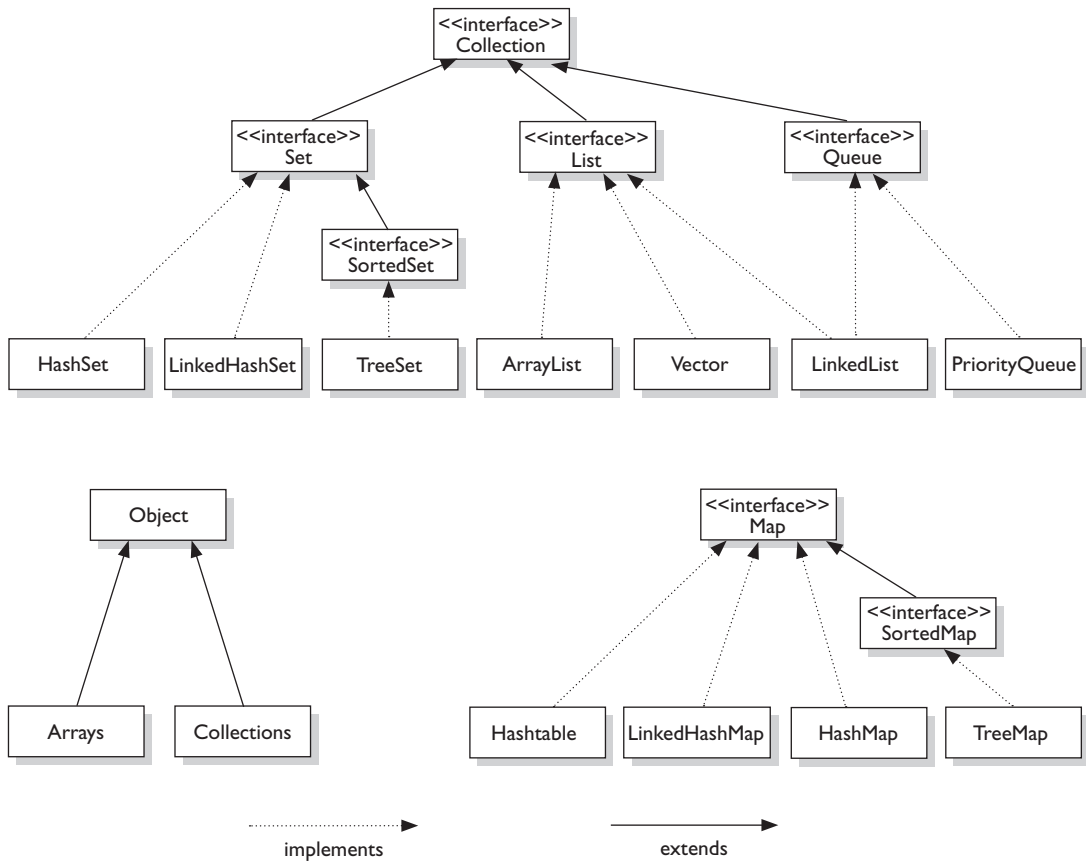 <<interface>>
Collection
<<interface>>
Set
<<interface>>
List
<<interface>>
Queue
<<interface>>
SortedSet
HashSet
LinkedHashSet
TreeSet
ArrayList
Vector
LinkedList
PriorityQueue
Object
<<interface>>
Map
<<interface>>
SortedMap
Arrays
Collections
Hashtable
LinkedHashMap
HashMap
TreeMap
implements
extends